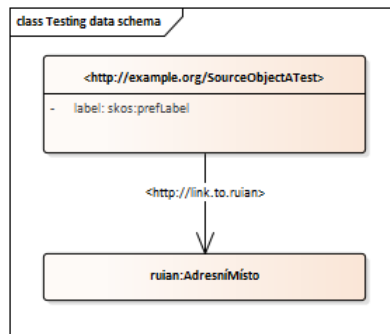 class Testing data schema
<http://example.org/SourceObjectATest>
- label: skos:prefLabel
<http://link.to.ruian>
ruian:AdresníMísto